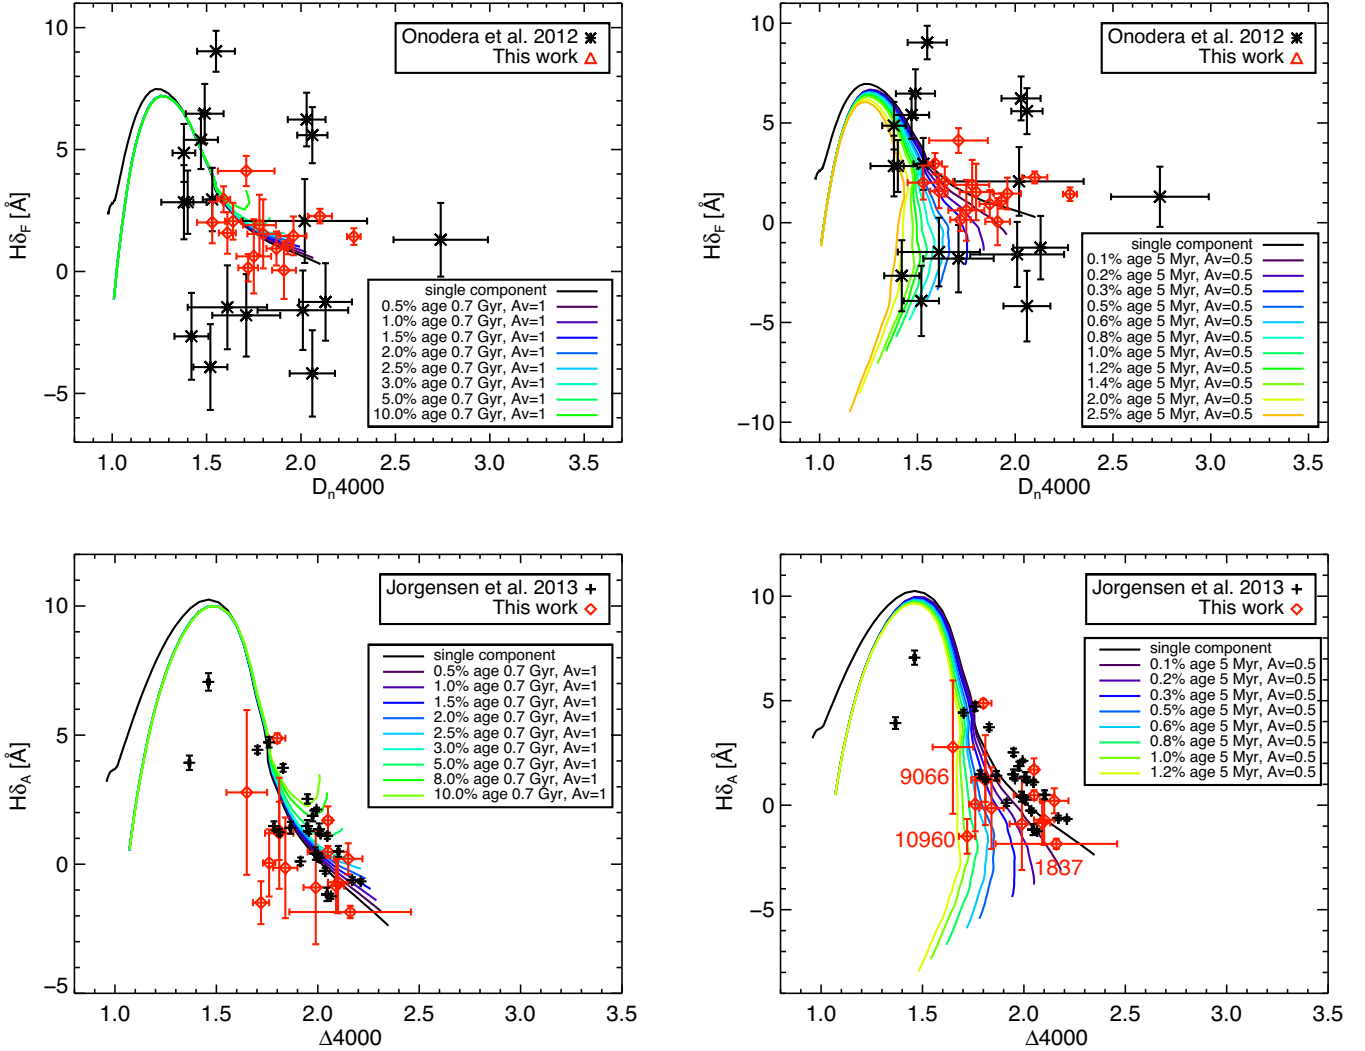 Onodera et al. 2012
This work
single component
0.5% age 0.7 Gyr, Av=1
1.0% age 0.7 Gyr, Av=1
1.5% age 0.7 Gyr, Av=1
2.0% age 0.7 Gyr, Av=1
2.5% age 0.7 Gyr, Av=1
3.0% age 0.7 Gyr, Av=1
5.0% age 0.7 Gyr, Av=1
10.0% age 0.7 Gyr, Av=1
10
5
0
−5
HδF [Å]
1.0 1.5 2.0 2.5 3.0 3.5
Dn4000
Onodera et al. 2012
This work
single component
0.1% age 5 Myr, Av=0.5
0.2% age 5 Myr, Av=0.5
0.3% age 5 Myr, Av=0.5
0.5% age 5 Myr, Av=0.5
0.6% age 5 Myr, Av=0.5
0.8% age 5 Myr, Av=0.5
1.0% age 5 Myr, Av=0.5
1.2% age 5 Myr, Av=0.5
1.4% age 5 Myr, Av=0.5
2.0% age 5 Myr, Av=0.5
2.5% age 5 Myr, Av=0.5
10
5
0
−5
−10
HδF [Å]
1.0 1.5 2.0 2.5 3.0 3.5
Dn4000
Jorgensen et al. 2013
This work
single component
0.5% age 0.7 Gyr, Av=1
1.0% age 0.7 Gyr, Av=1
1.5% age 0.7 Gyr, Av=1
2.0% age 0.7 Gyr, Av=1
2.5% age 0.7 Gyr, Av=1
3.0% age 0.7 Gyr, Av=1
5.0% age 0.7 Gyr, Av=1
8.0% age 0.7 Gyr, Av=1
10.0% age 0.7 Gyr, Av=1
10
5
0
−5
HδA [Å]
1.0 1.5 2.0 2.5 3.0 3.5
Δ4000
Jorgensen et al. 2013
This work
single component
0.1% age 5 Myr, Av=0.5
0.2% age 5 Myr, Av=0.5
0.3% age 5 Myr, Av=0.5
0.5% age 5 Myr, Av=0.5
0.6% age 5 Myr, Av=0.5
0.8% age 5 Myr, Av=0.5
1.0% age 5 Myr, Av=0.5
1.2% age 5 Myr, Av=0.5
9066
10960
1837
10
5
0
−5
HδA [Å]
1.0 1.5 2.0 2.5 3.0 3.5
Δ4000